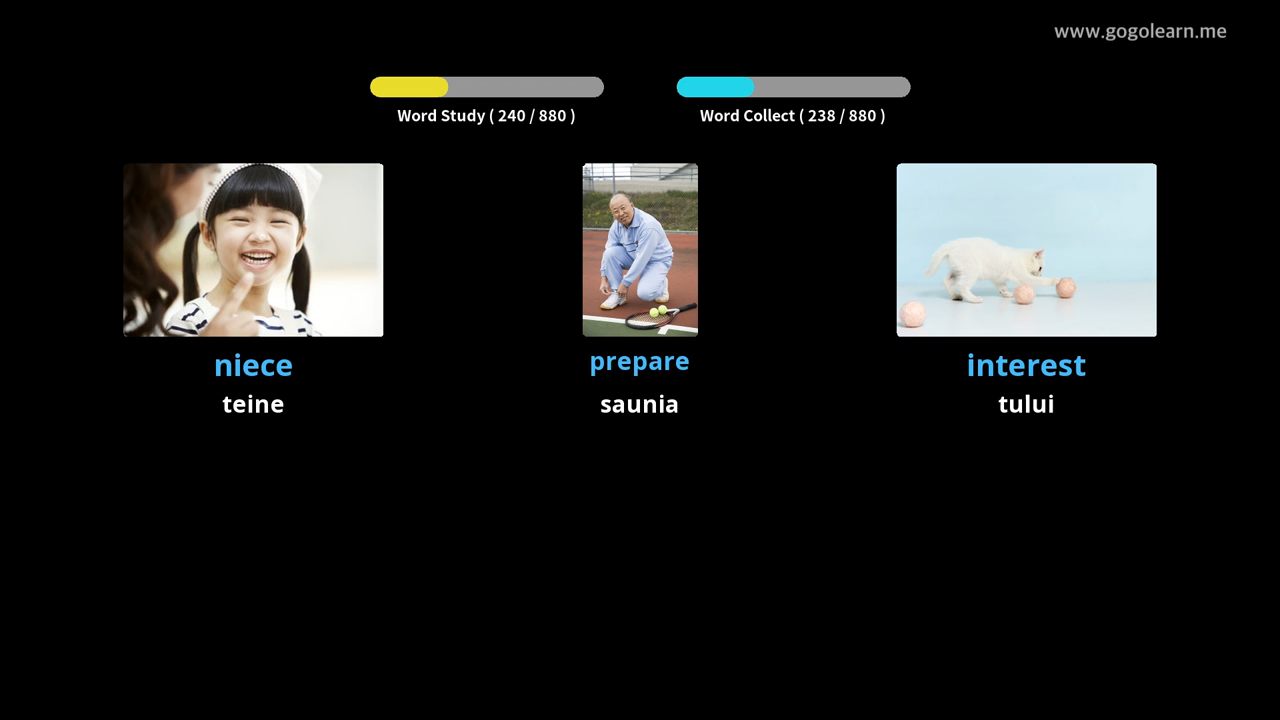 www.gogolearn.me
Word Study ( 240 / 880 )
Word Collect ( 238 / 880 )
niece
prepare
interest
teine
saunia
tului